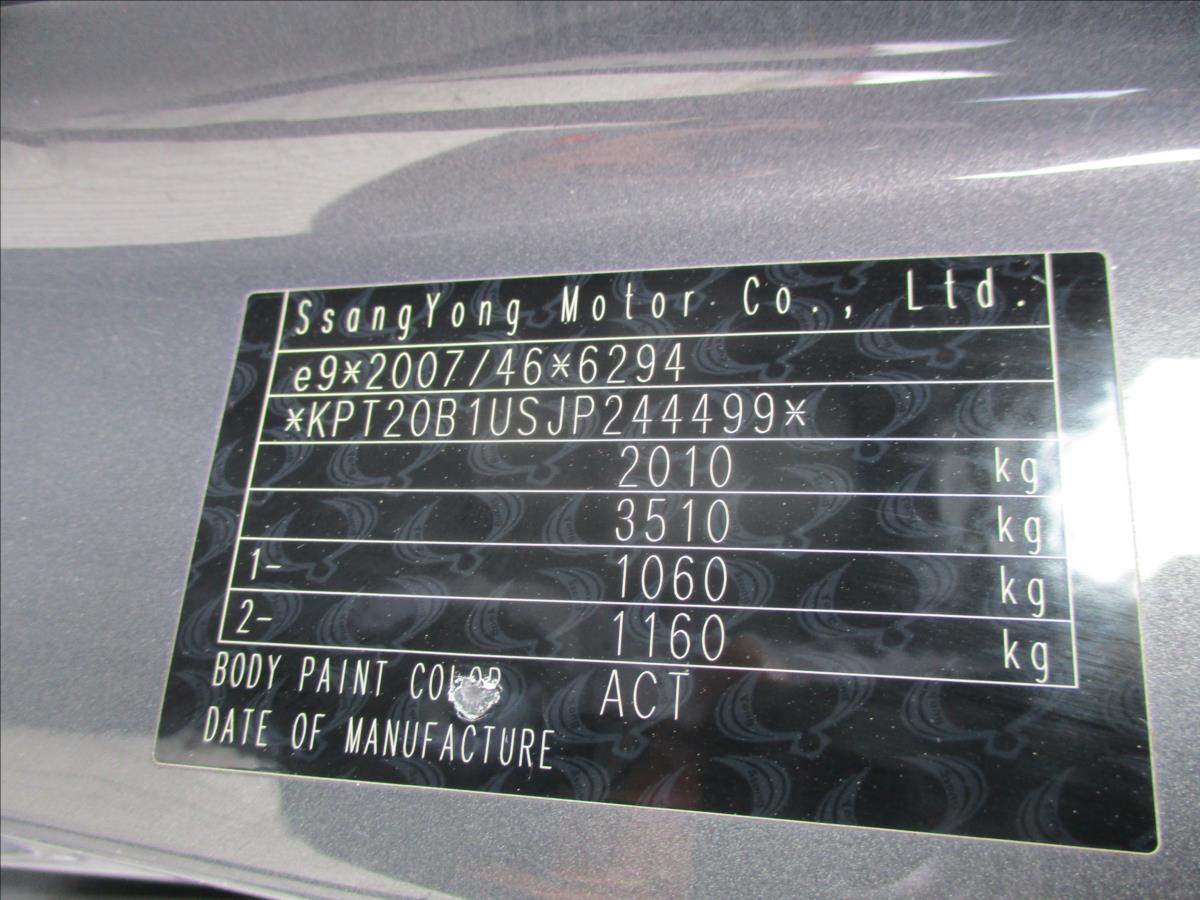 SsangYong Motor Co., Ltd.
e9*2007/46*6294
*KPT20B1USJP244499*
2010 kg
3510 kg
1- 1060 kg
2- 1160 kg
BODY PAINT COLOR ACT
DATE OF MANUFACTURE